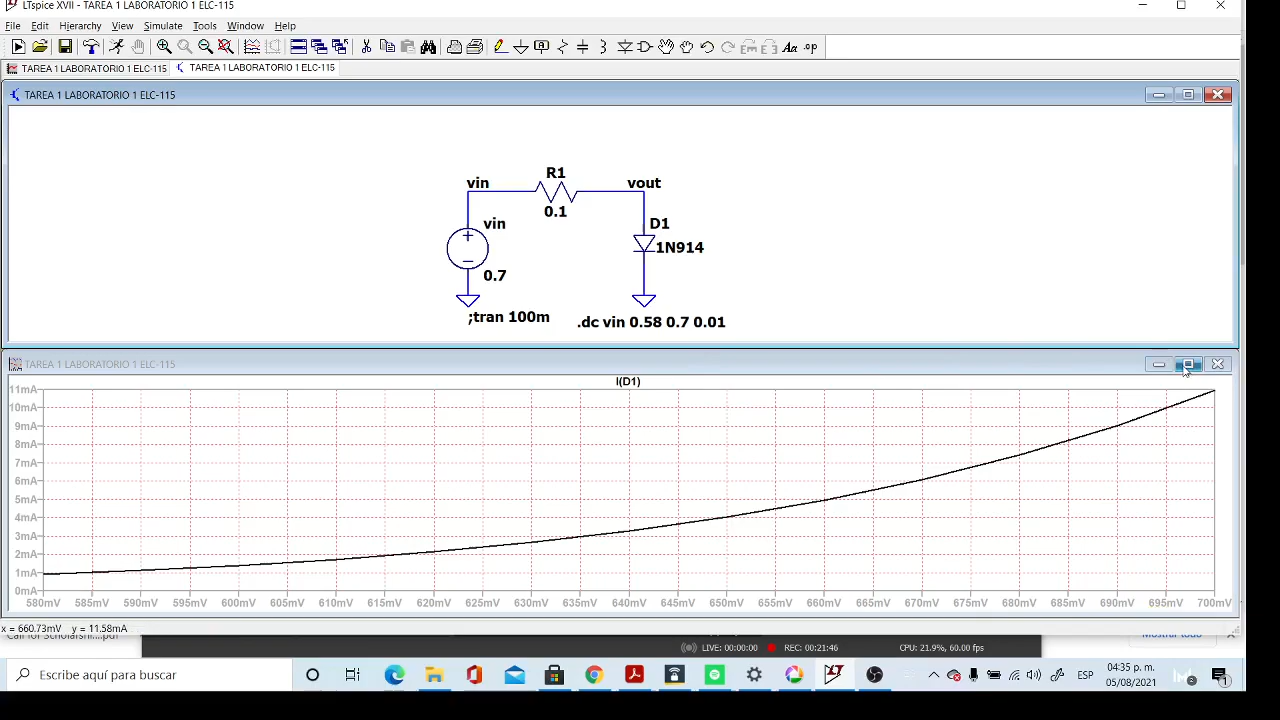 LTspice XVII - TAREA 1 LABORATORIO 1 ELC-115
File Edit Hierarchy View Simulate Tools Window Help
TAREA 1 LABORATORIO 1 ELC-115 TAREA 1 LABORATORIO 1 ELC-115
TAREA 1 LABORATORIO 1 ELC-115
R1
vin vout
0.1
vin D1
1N914
0.7
;tran 100m .dc vin 0.58 0.7 0.01
TAREA 1 LABORATORIO 1 ELC-115
I(D1)
11mA
10mA
9mA
8mA
7mA
6mA
5mA
4mA
3mA
2mA
1mA
0mA
580mV 585mV 590mV 595mV 600mV 605mV 610mV 615mV 620mV 625mV 630mV 635mV 640mV 645mV 650mV 655mV 660mV 665mV 670mV 675mV 680mV 685mV 690mV 695mV 700mV
x = 660.73mV y = 11.58mA
Mostrar todo
LIVE: 00:00:00 REC: 00:21:46 CPU: 21.9%, 60.00 fps
Escribe aquí para buscar
ESP
04:35 p. m.
05/08/2021